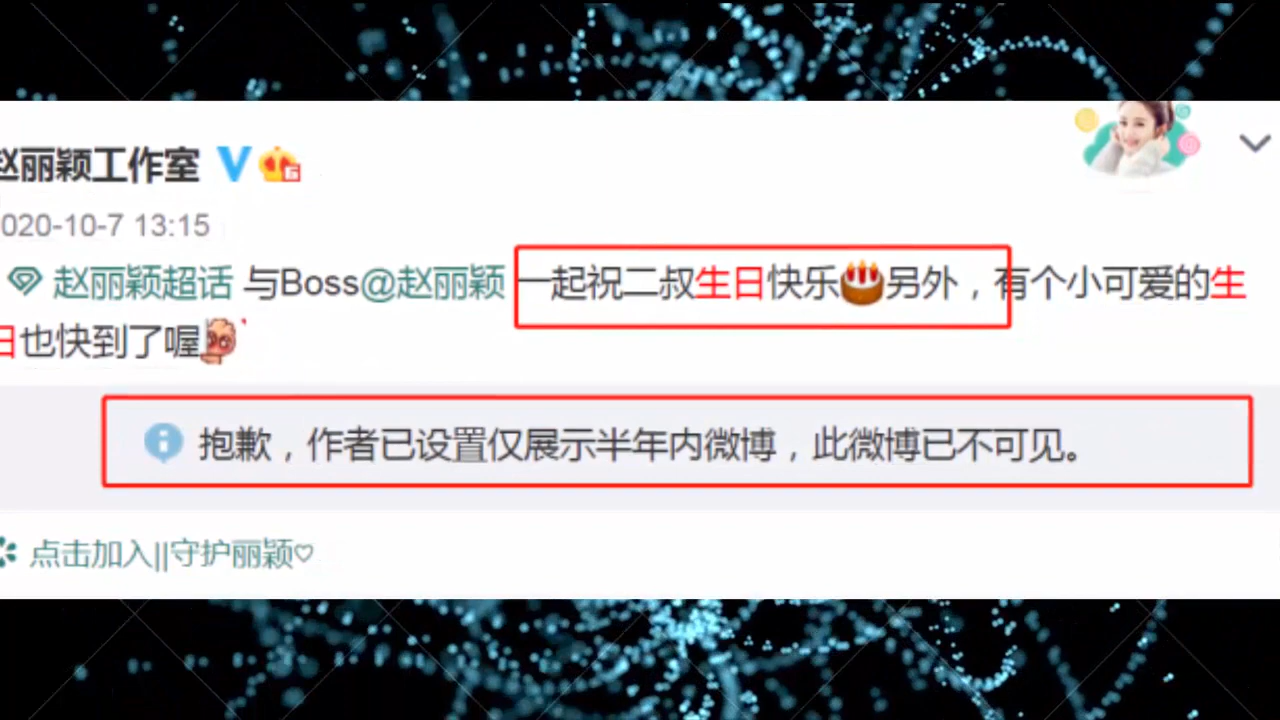 赵丽颖工作室
020-10-7 13:15
赵丽颖超话 与Boss@赵丽颖 一起祝二叔生日快乐 另外，有个小可爱的生
日也快到了喔
抱歉，作者已设置仅展示半年内微博，此微博已不可见。
点击加入||守护丽颖♡